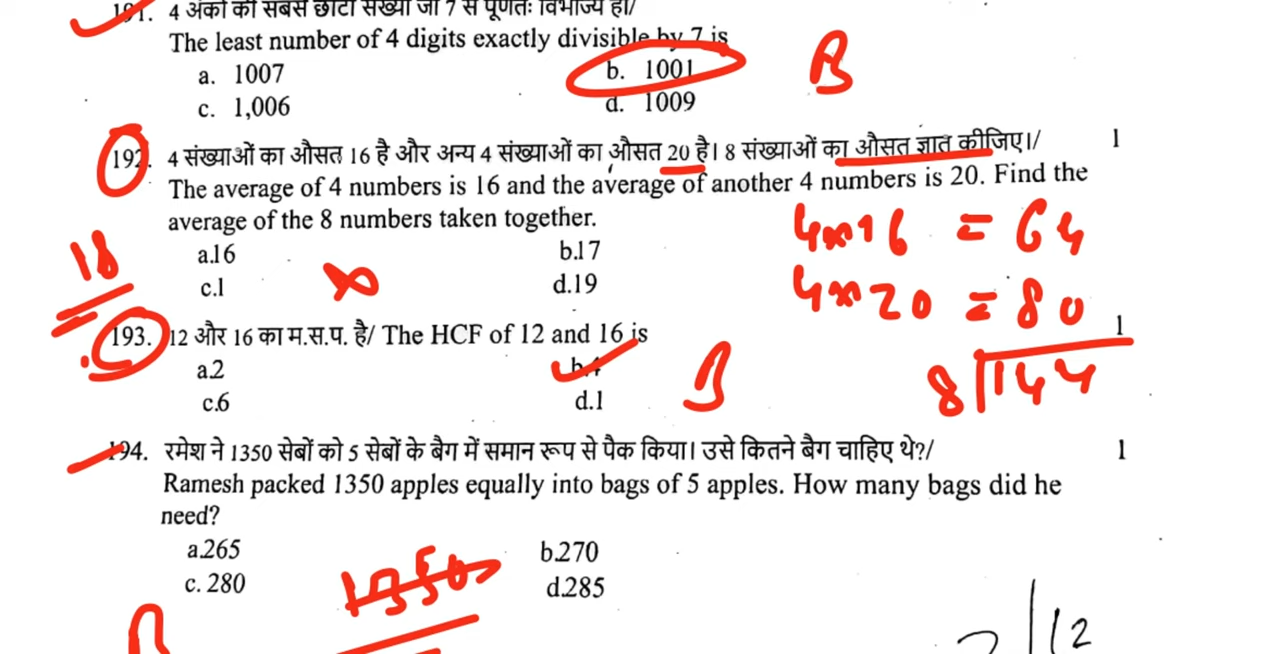 191. 4 अंकों की सबसे छोटी संख्या जो 7 से पूर्णतः विभाज्य हो/
The least number of 4 digits exactly divisible by 7 is
a. 1007 b. 1001 B
c. 1,006 d. 1009
192. 4 संख्याओं का औसत 16 है और अन्य 4 संख्याओं का औसत 20 है। 8 संख्याओं का औसत ज्ञात कीजिए।/ 1
The average of 4 numbers is 16 and the average of another 4 numbers is 20. Find the
average of the 8 numbers taken together.
4×16 = 64
a.16 b.17
18
c.1 d.19
4×20 = 80
193. 12 और 16 का म.स.प. है/ The HCF of 12 and 16 is 1
a.2 b.4 B
8 144
c.6 d.1
194. रमेश ने 1350 सेबों को 5 सेबों के बैग में समान रूप से पैक किया। उसे कितने बैग चाहिए थे?/ 1
Ramesh packed 1350 apples equally into bags of 5 apples. How many bags did he
need?
a.265 b.270
c. 280 d.285
1350
12